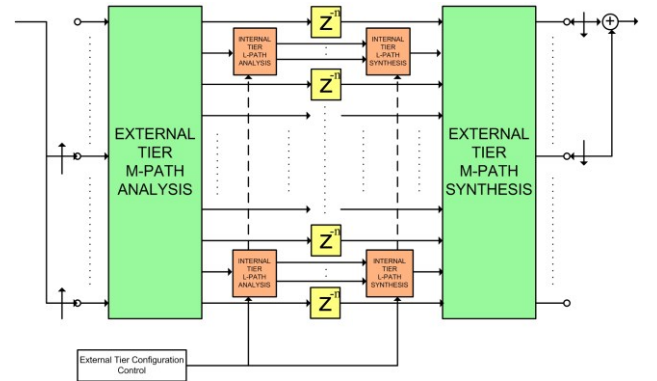 Z-n
INTERNAL
TIER
L-PATH
ANALYSIS
INTERNAL
TIER
L-PATH
SYNTHESIS
Z-n
EXTERNAL
TIER
M-PATH
ANALYSIS
EXTERNAL
TIER
M-PATH
SYNTHESIS
Z-n
INTERNAL
TIER
L-PATH
ANALYSIS
INTERNAL
TIER
L-PATH
SYNTHESIS
Z-n
External Tier Configuration
Control